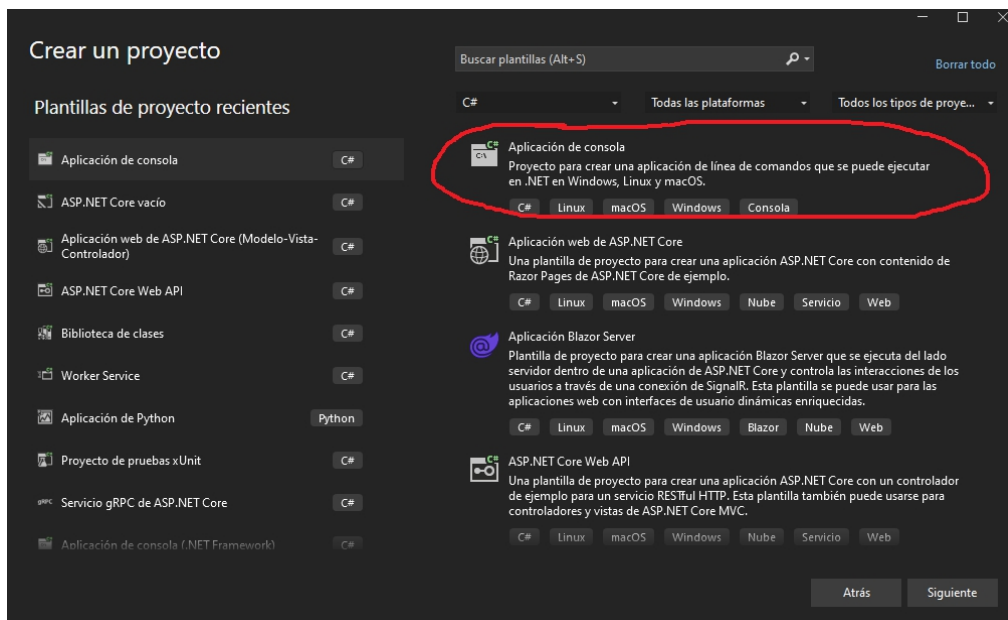 Crear un proyecto
Plantillas de proyecto recientes
Aplicación de consola C#
ASP.NET Core vacío C#
Aplicación web de ASP.NET Core (Modelo-Vista-
Controlador) C#
ASP.NET Core Web API C#
Biblioteca de clases C#
Worker Service C#
Aplicación de Python Python
Proyecto de pruebas xUnit C#
gRPC Servicio gRPC de ASP.NET Core C#
Aplicación de consola (.NET Framework) C#
Buscar plantillas (Alt+S)
Borrar todo
C# Todas las plataformas Todos los tipos de proye...
C# C:\ Aplicación de consola
Proyecto para crear una aplicación de línea de comandos que se puede ejecutar
en .NET en Windows, Linux y macOS.
C# Linux macOS Windows Consola
C# Aplicación web de ASP.NET Core
Una plantilla de proyecto para crear una aplicación ASP.NET Core con contenido de
Razor Pages de ASP.NET Core de ejemplo.
C# Linux macOS Windows Nube Servicio Web
Aplicación Blazor Server
Plantilla de proyecto para crear una aplicación Blazor Server que se ejecuta del lado
servidor dentro de una aplicación de ASP.NET Core y controla las interacciones de los
usuarios a través de una conexión de SignalR. Esta plantilla se puede usar para las
aplicaciones web con interfaces de usuario dinámicas enriquecidas.
C# Linux macOS Windows Blazor Nube Web
C# ASP.NET Core Web API
Una plantilla de proyecto para crear una aplicación ASP.NET Core con un controlador
de ejemplo para un servicio RESTful HTTP. Esta plantilla también puede usarse para
controladores y vistas de ASP.NET Core MVC.
C# Linux macOS Windows Nube Servicio Web
Atrás Siguiente